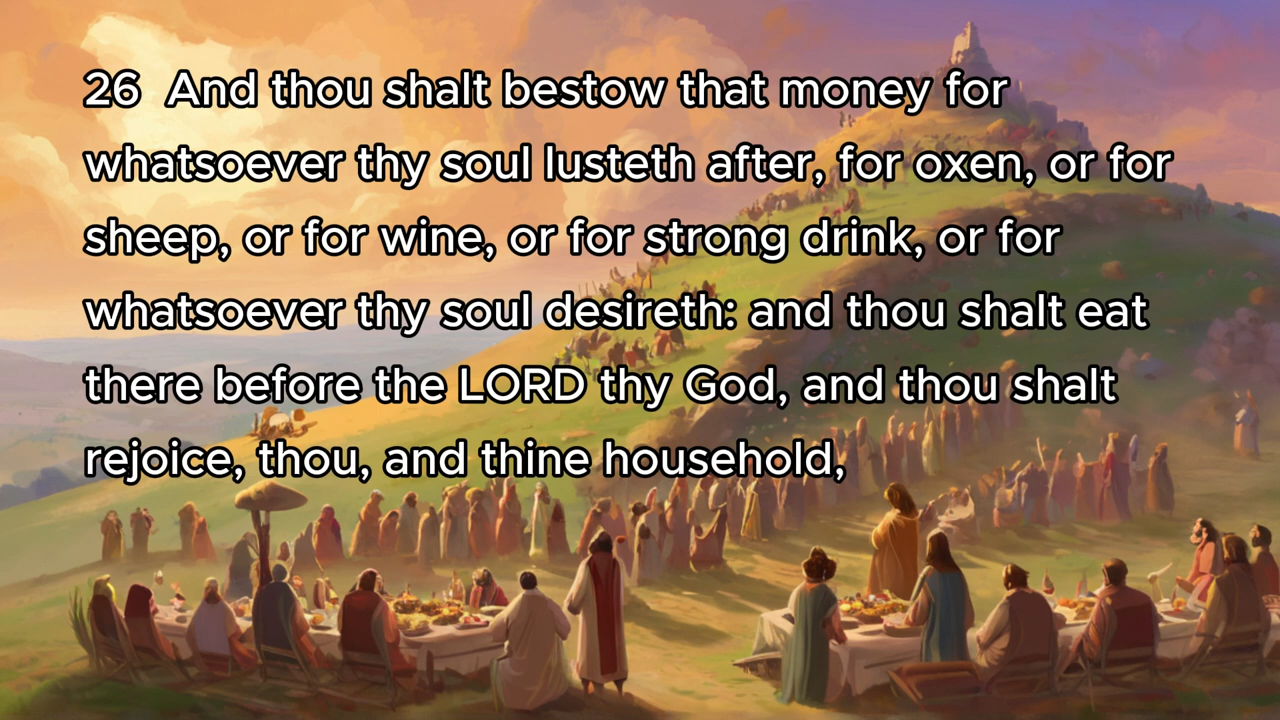 26 And thou shalt bestow that money for
whatsoever thy soul lusteth after, for oxen, or for
sheep, or for wine, or for strong drink, or for
whatsoever thy soul desireth: and thou shalt eat
there before the LORD thy God, and thou shalt
rejoice, thou, and thine household,